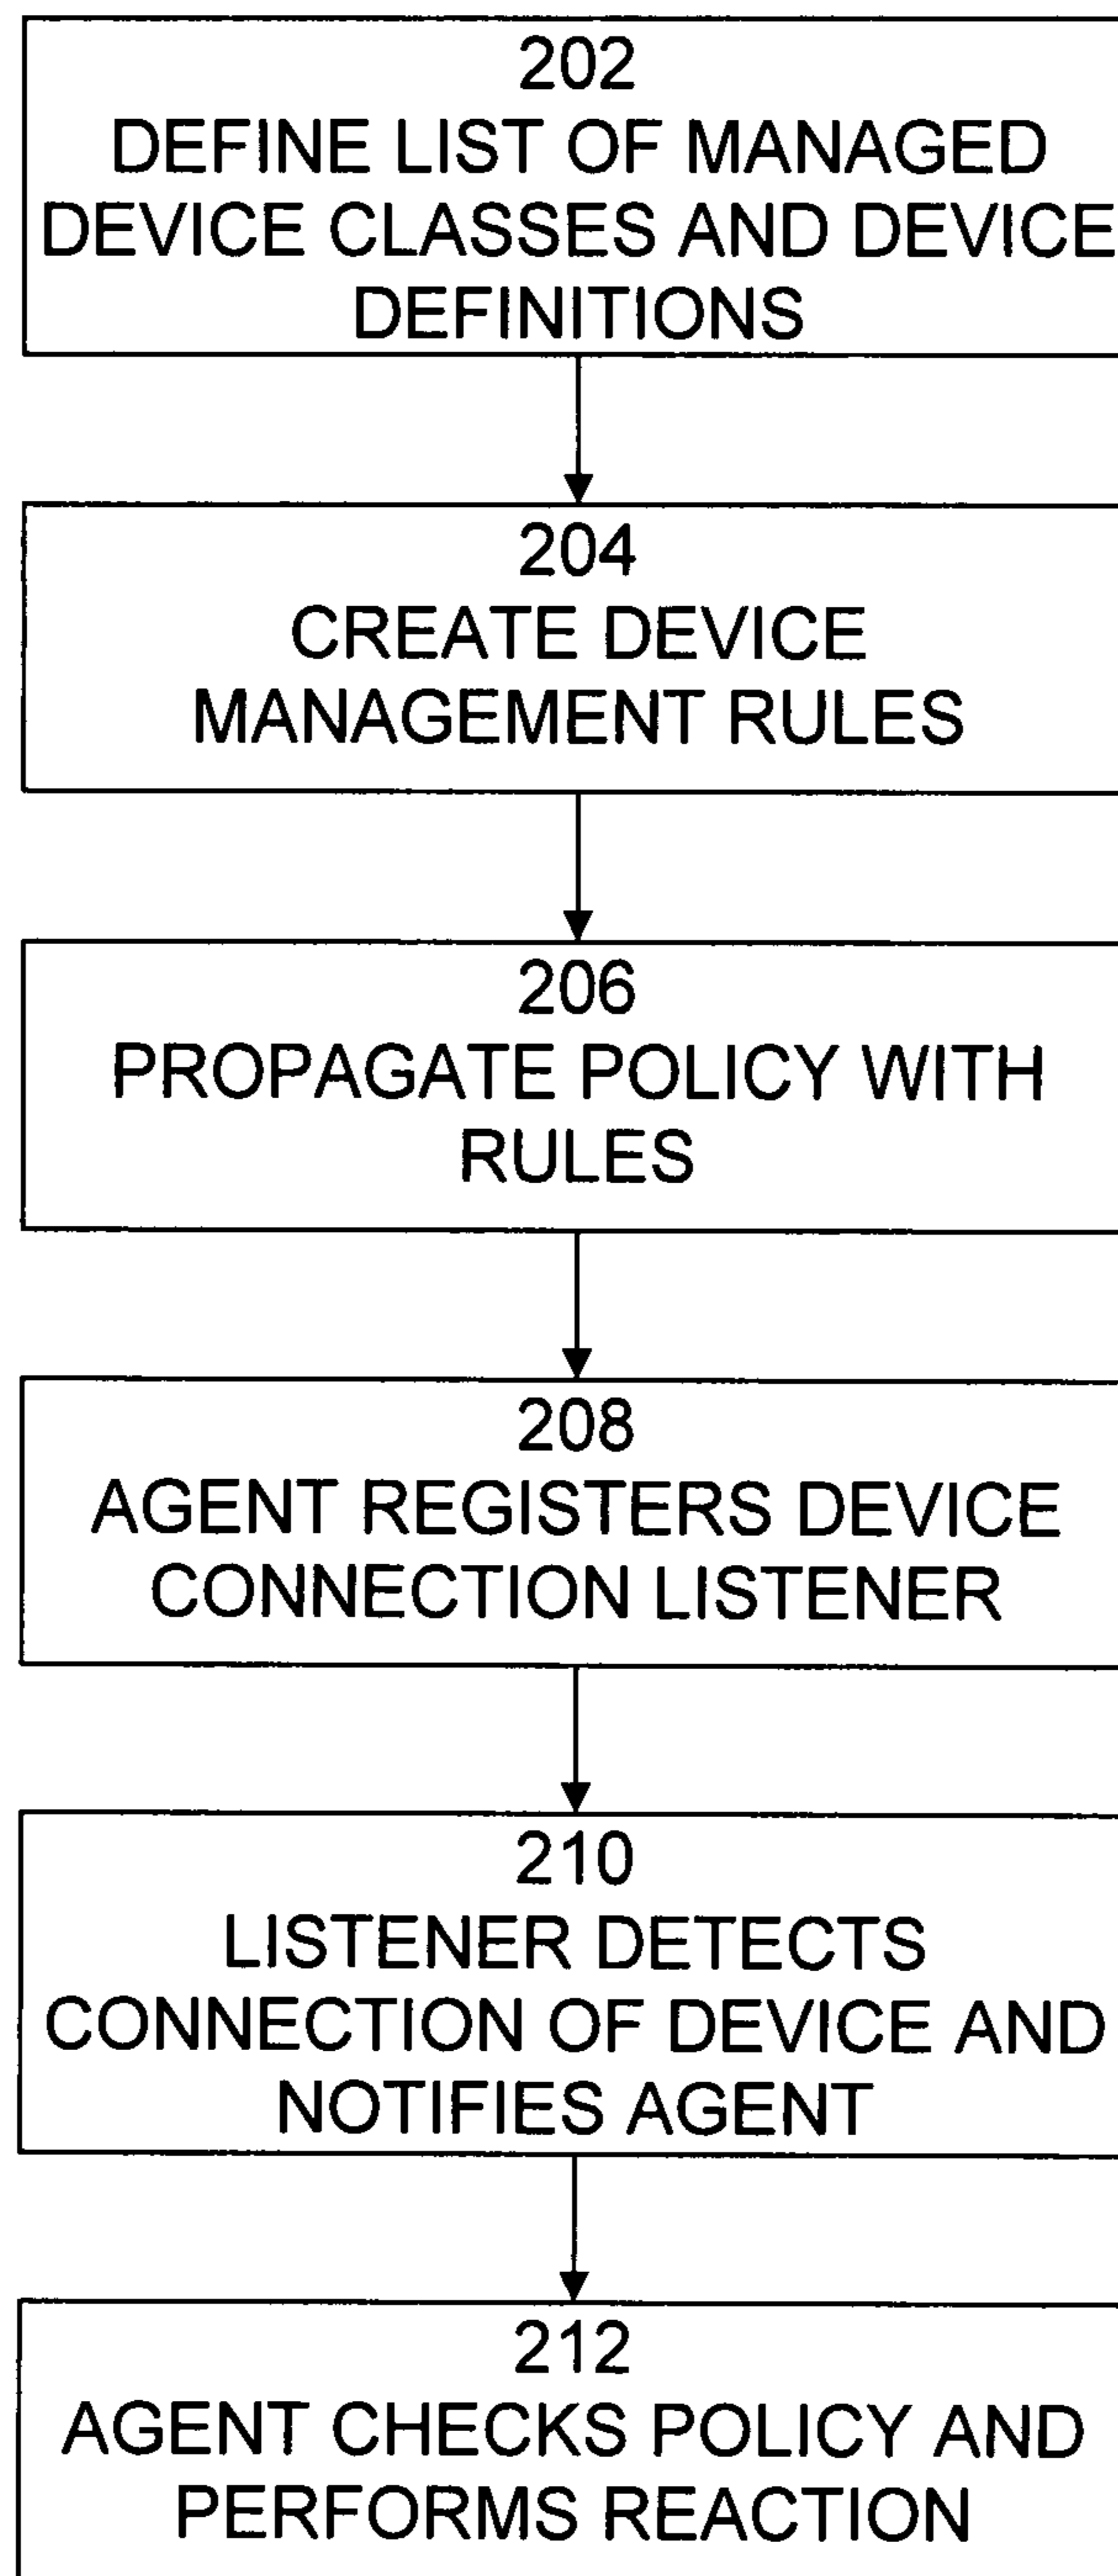 202
DEFINE LIST OF MANAGED
DEVICE CLASSES AND DEVICE
DEFINITIONS
204
CREATE DEVICE
MANAGEMENT RULES
206
PROPAGATE POLICY WITH
RULES
208
AGENT REGISTERS DEVICE
CONNECTION LISTENER
210
LISTENER DETECTS
CONNECTION OF DEVICE AND
NOTIFIES AGENT
212
AGENT CHECKS POLICY AND
PERFORMS REACTION